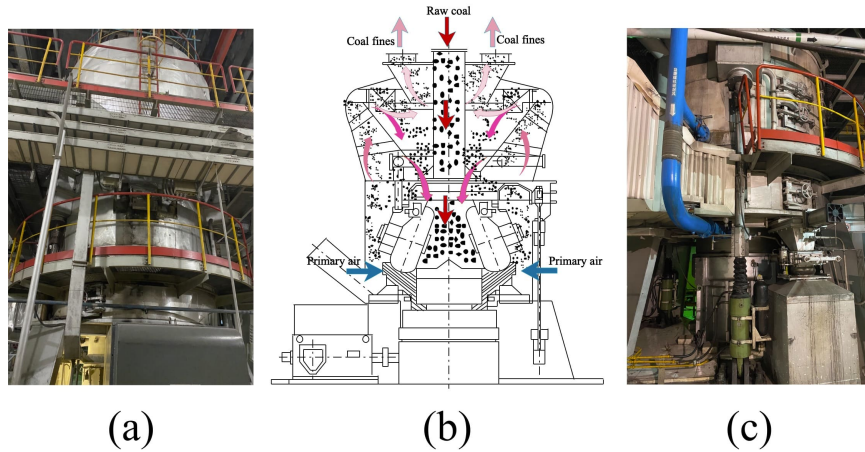 Raw coal
Coal fines
Coal fines
Primary air
Primary air
(a)
(b)
(c)